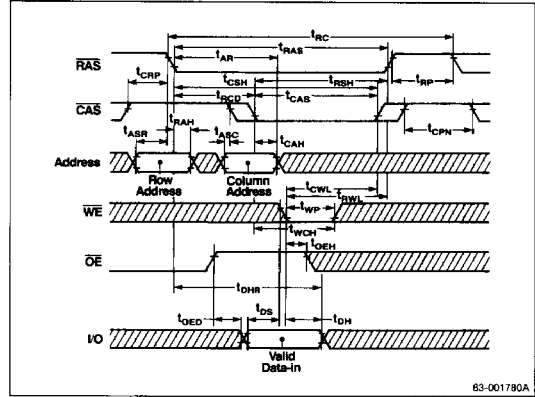 tRC
tRAS
tAR
RAS
tCRP
tCSH
tRSH
tRP
tRCD
tCAS
CAS
tRAH
tASR
tASC
tCAH
tCPN
Address
Row Address
Column Address
tCWL
tRWL
tWP
WE
tWCH
tOEH
OE
tDHR
tOED
tDS
tDH
I/O
Valid Data-in
83-001780A